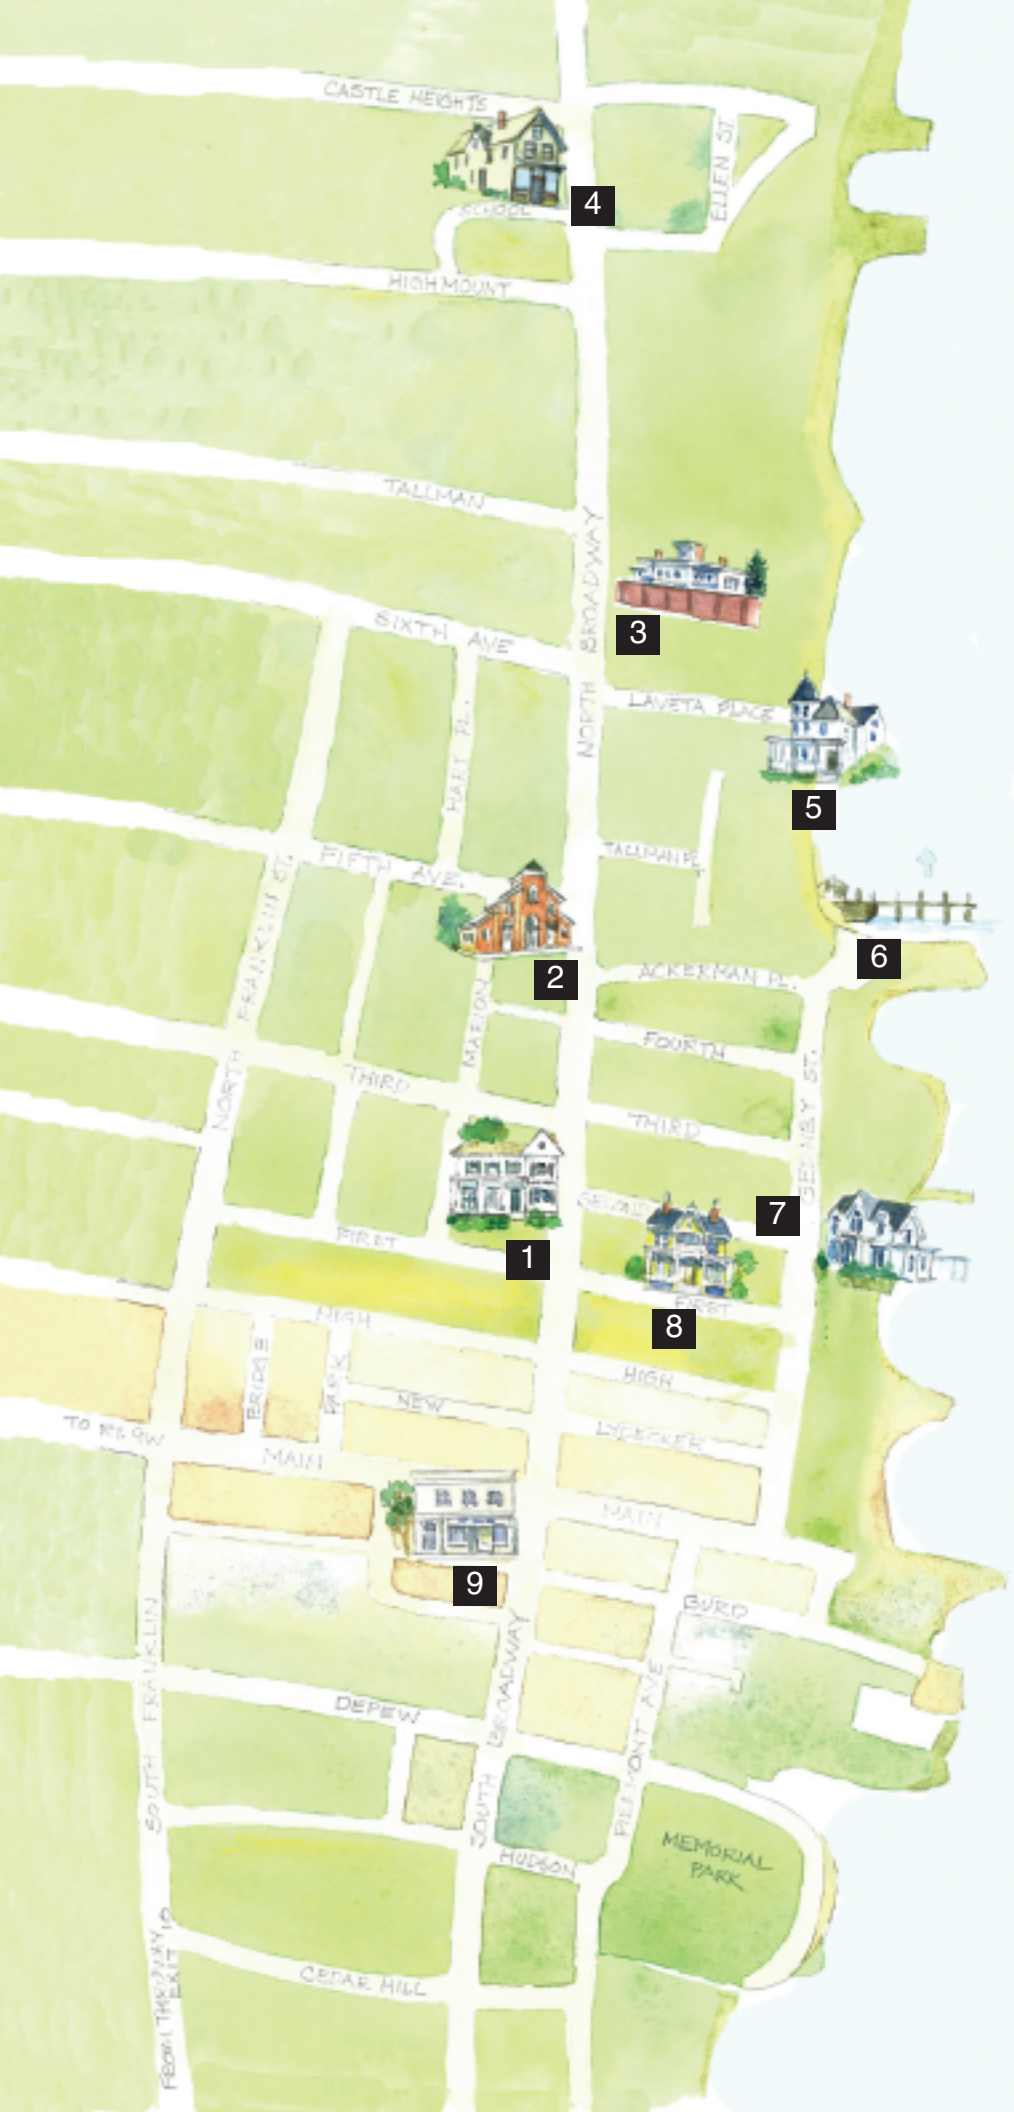 CASTLE HEIGHTS
ELLEN ST.
4
SCHOOL
HIGHMOUNT
TALLMAN
NORTH BROADWAY
3
SIXTH AVE
LAVETA PLACE
HART PL.
5
TALLMAN PL.
FIFTH AVE.
NORTH FRANKLIN ST.
6
2
ACKERMAN PL.
MARION
FOURTH
GEDNEY ST.
THIRD
THIRD
SECOND
7
FIRST
1
FIRST
8
HIGH
HIGH
BRIDGE
PARK
NEW
LYDECKER
TO RT. 9W
MAIN
MAIN
9
BURD
SOUTH FRANKLIN
SOUTH BROADWAY
PIERMONT AVE
DEPEW
MEMORIAL
PARK
HUDSON
CEDAR HILL
FROM THRUWAY
EXIT 10